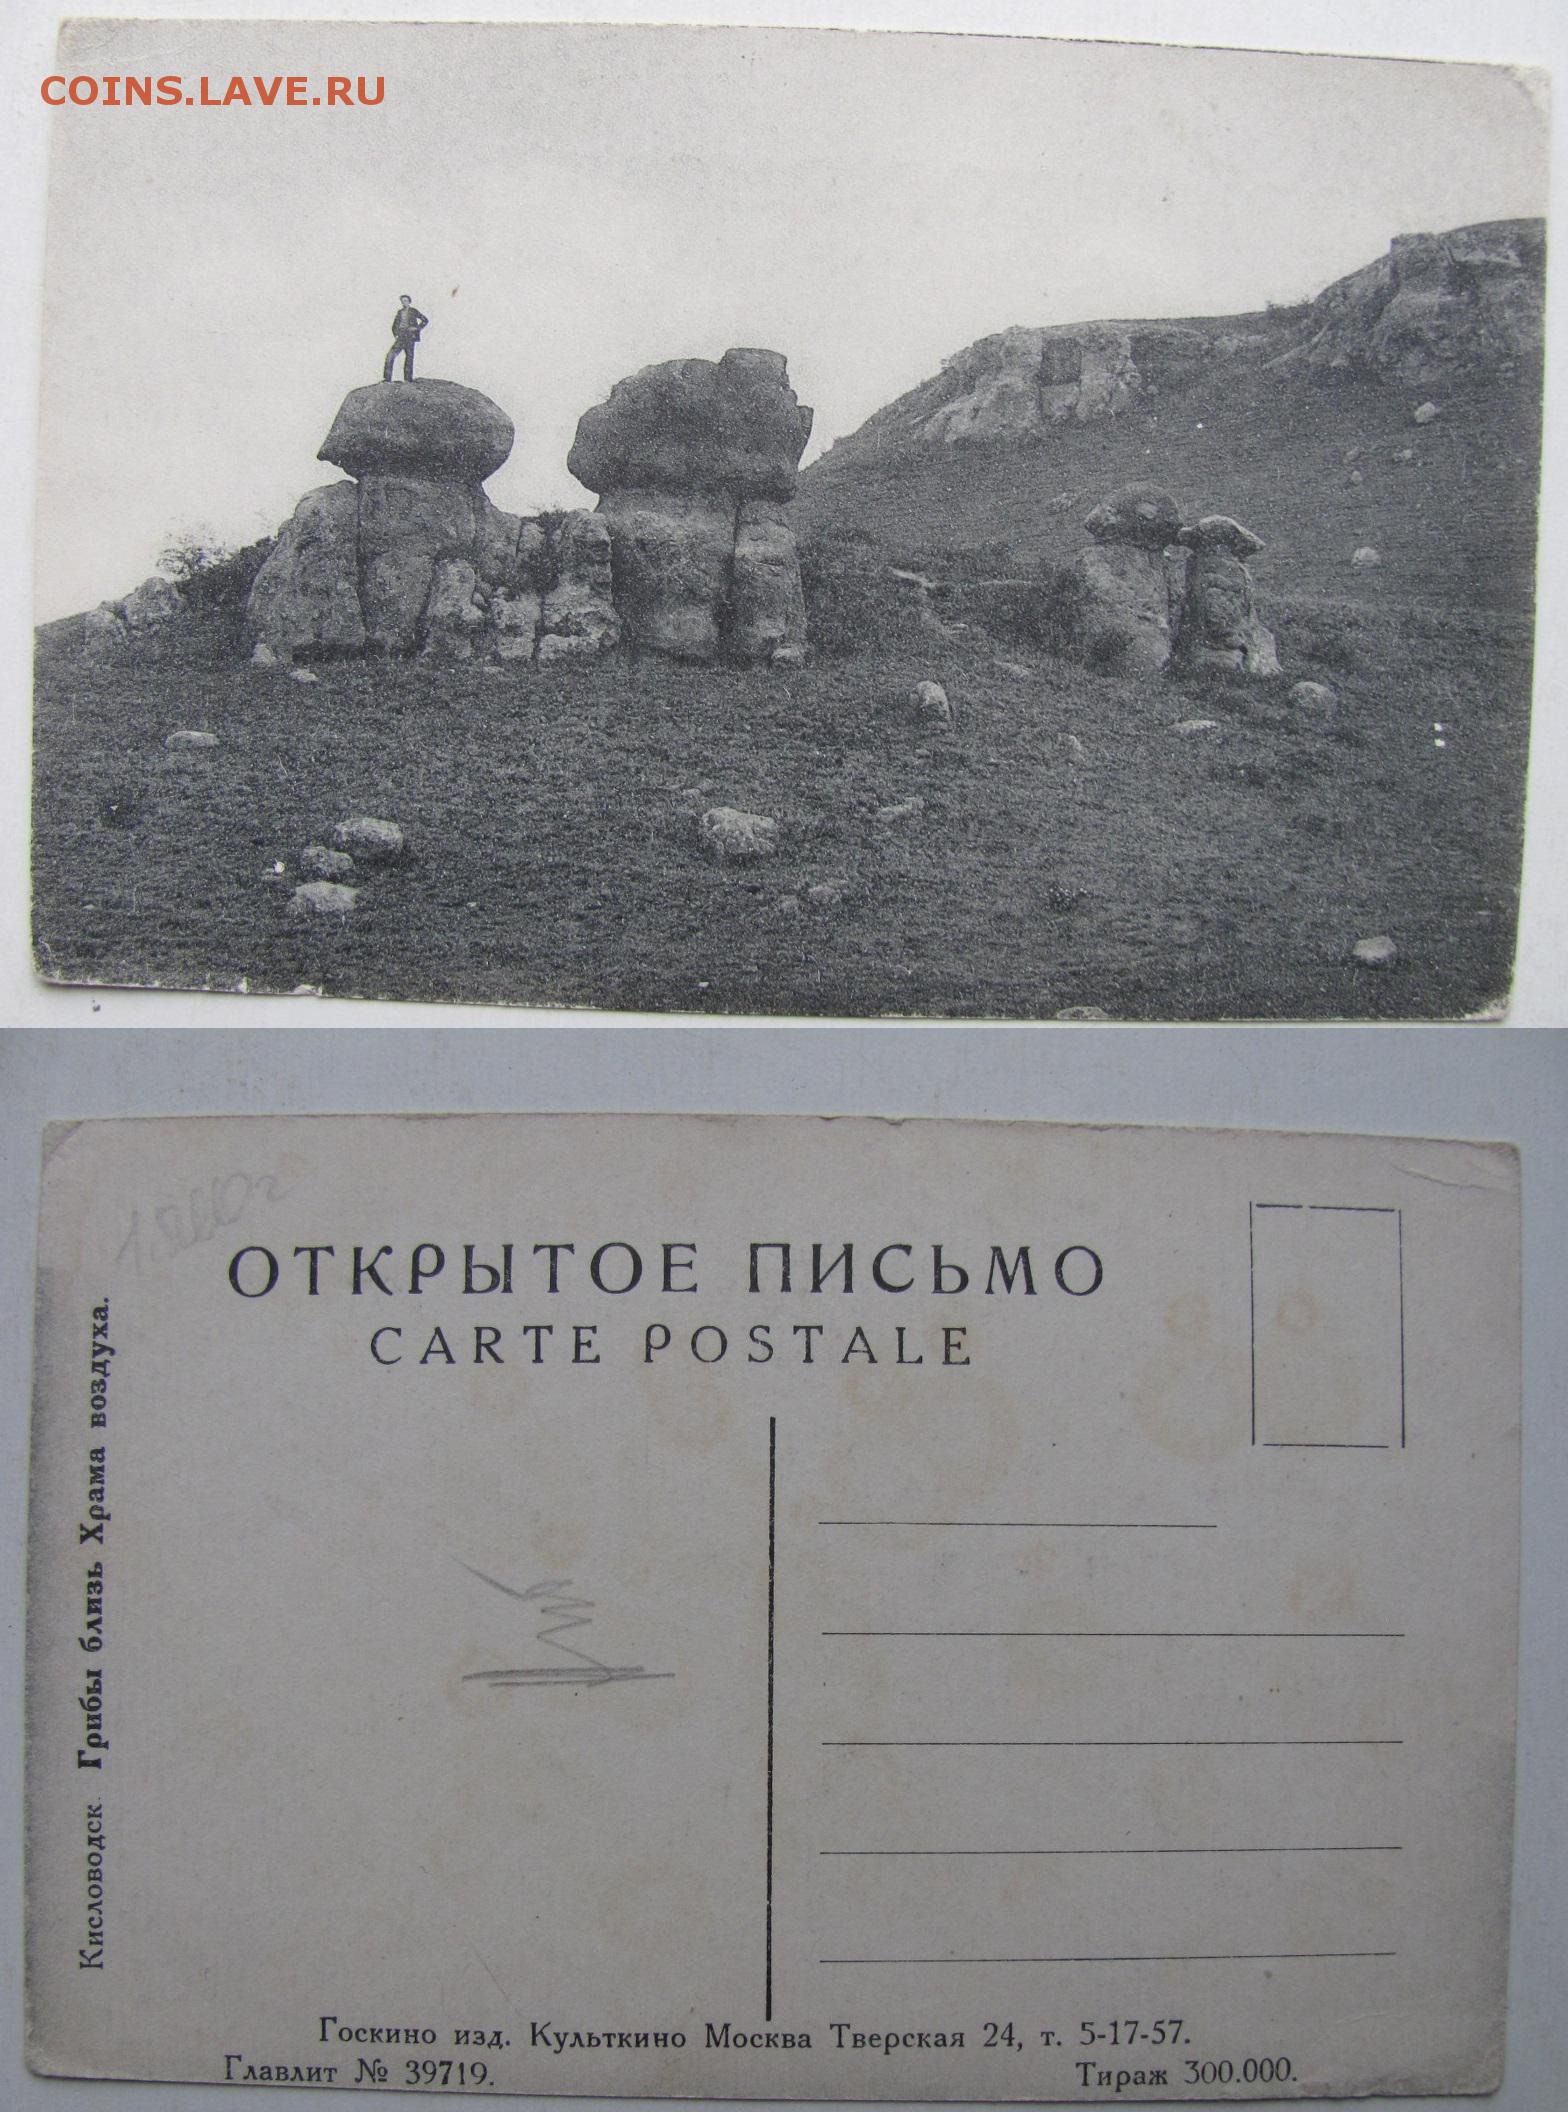 COINS.LAVE.RU
ОТКРЫТОЕ ПИСЬМО
CARTE POSTALE
Кисловодск. Грибы близь Храма воздуха.
Госкино изд. Культкино Москва Тверская 24, т. 5-17-57.
Главлит № 39719.
Тираж 300.000.